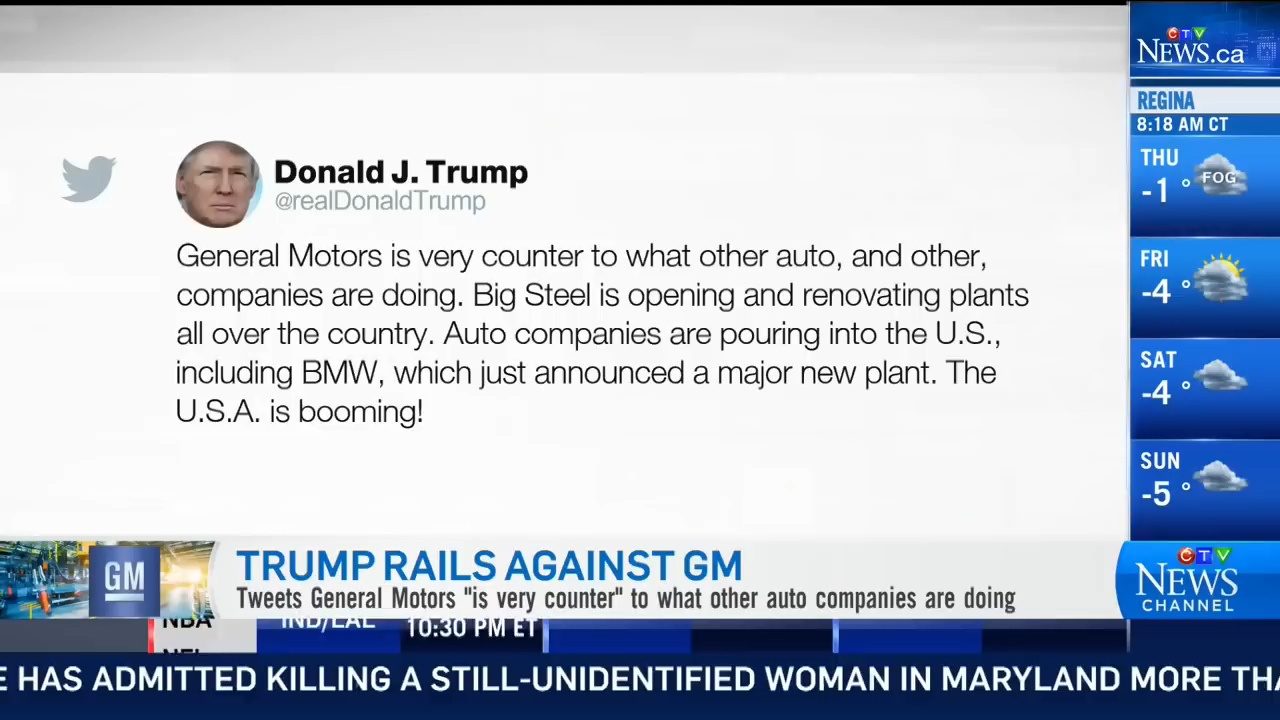 Donald J. Trump
@realDonaldTrump
General Motors is very counter to what other auto, and other,
companies are doing. Big Steel is opening and renovating plants
all over the country. Auto companies are pouring into the U.S.,
including BMW, which just announced a major new plant. The
U.S.A. is booming!
CTV
NEWS.ca
REGINA
8:18 AM CT
THU
-1° FOG
FRI
-4°
SAT
-4°
SUN
-5°
GM
TRUMP RAILS AGAINST GM
Tweets General Motors "is very counter" to what other auto companies are doing
CTV
NEWS
CHANNEL
NBA IND/LAL 10:30 PM ET
E HAS ADMITTED KILLING A STILL-UNIDENTIFIED WOMAN IN MARYLAND MORE THA